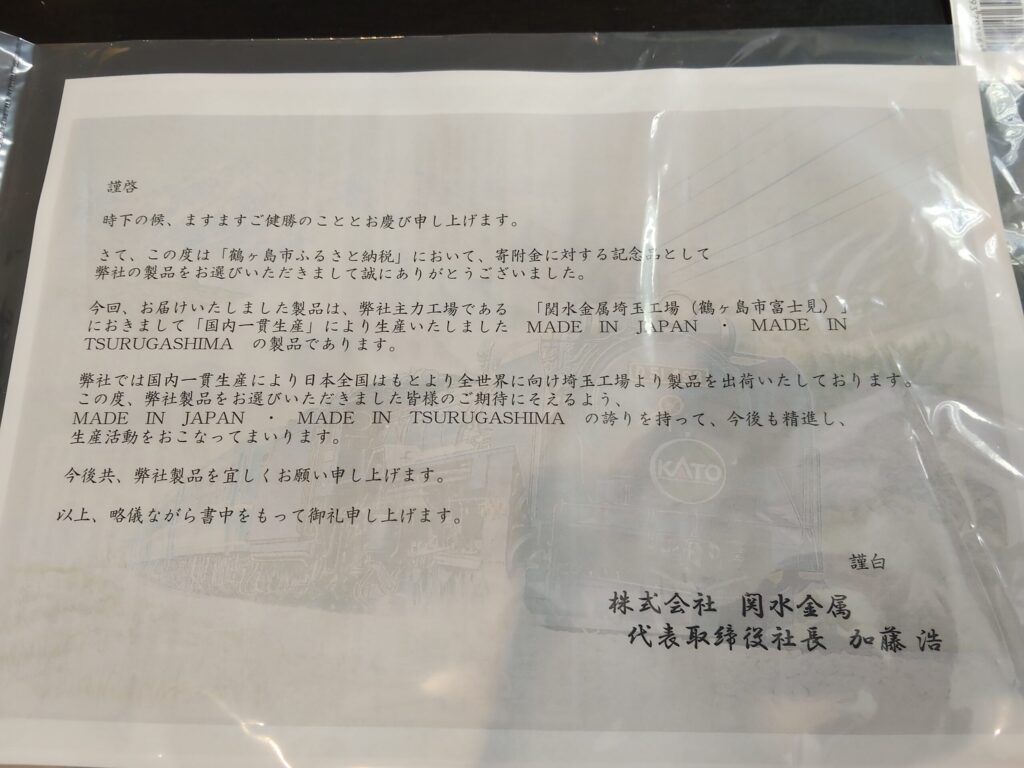 謹啓
時下の候、ますますご健勝のこととお慶び申し上げます。
さて、この度は「鶴ヶ島市ふるさと納税」において、寄附金に対する記念品として
弊社の製品をお選びいただきまして誠にありがとうございました。
今回、お届けいたしました製品は、弊社主力工場である　「関水金属埼玉工場（鶴ヶ島市富士見）」
におきまして「国内一貫生産」により生産いたしました　MADE IN JAPAN ・ MADE IN
TSURUGASHIMA　の製品であります。
弊社では国内一貫生産により日本全国はもとより全世界に向け埼玉工場より製品を出荷いたしております。
この度、弊社製品をお選びいただきました皆様のご期待にそえるよう、
MADE IN JAPAN ・ MADE IN TSURUGASHIMA　の誇りを持って、今後も精進し、
生産活動をおこなってまいります。
KATO
今後共、弊社製品を宜しくお願い申し上げます。
以上、略儀ながら書中をもって御礼申し上げます。
謹白
株式会社　関水金属
代表取締役社長　加藤 浩